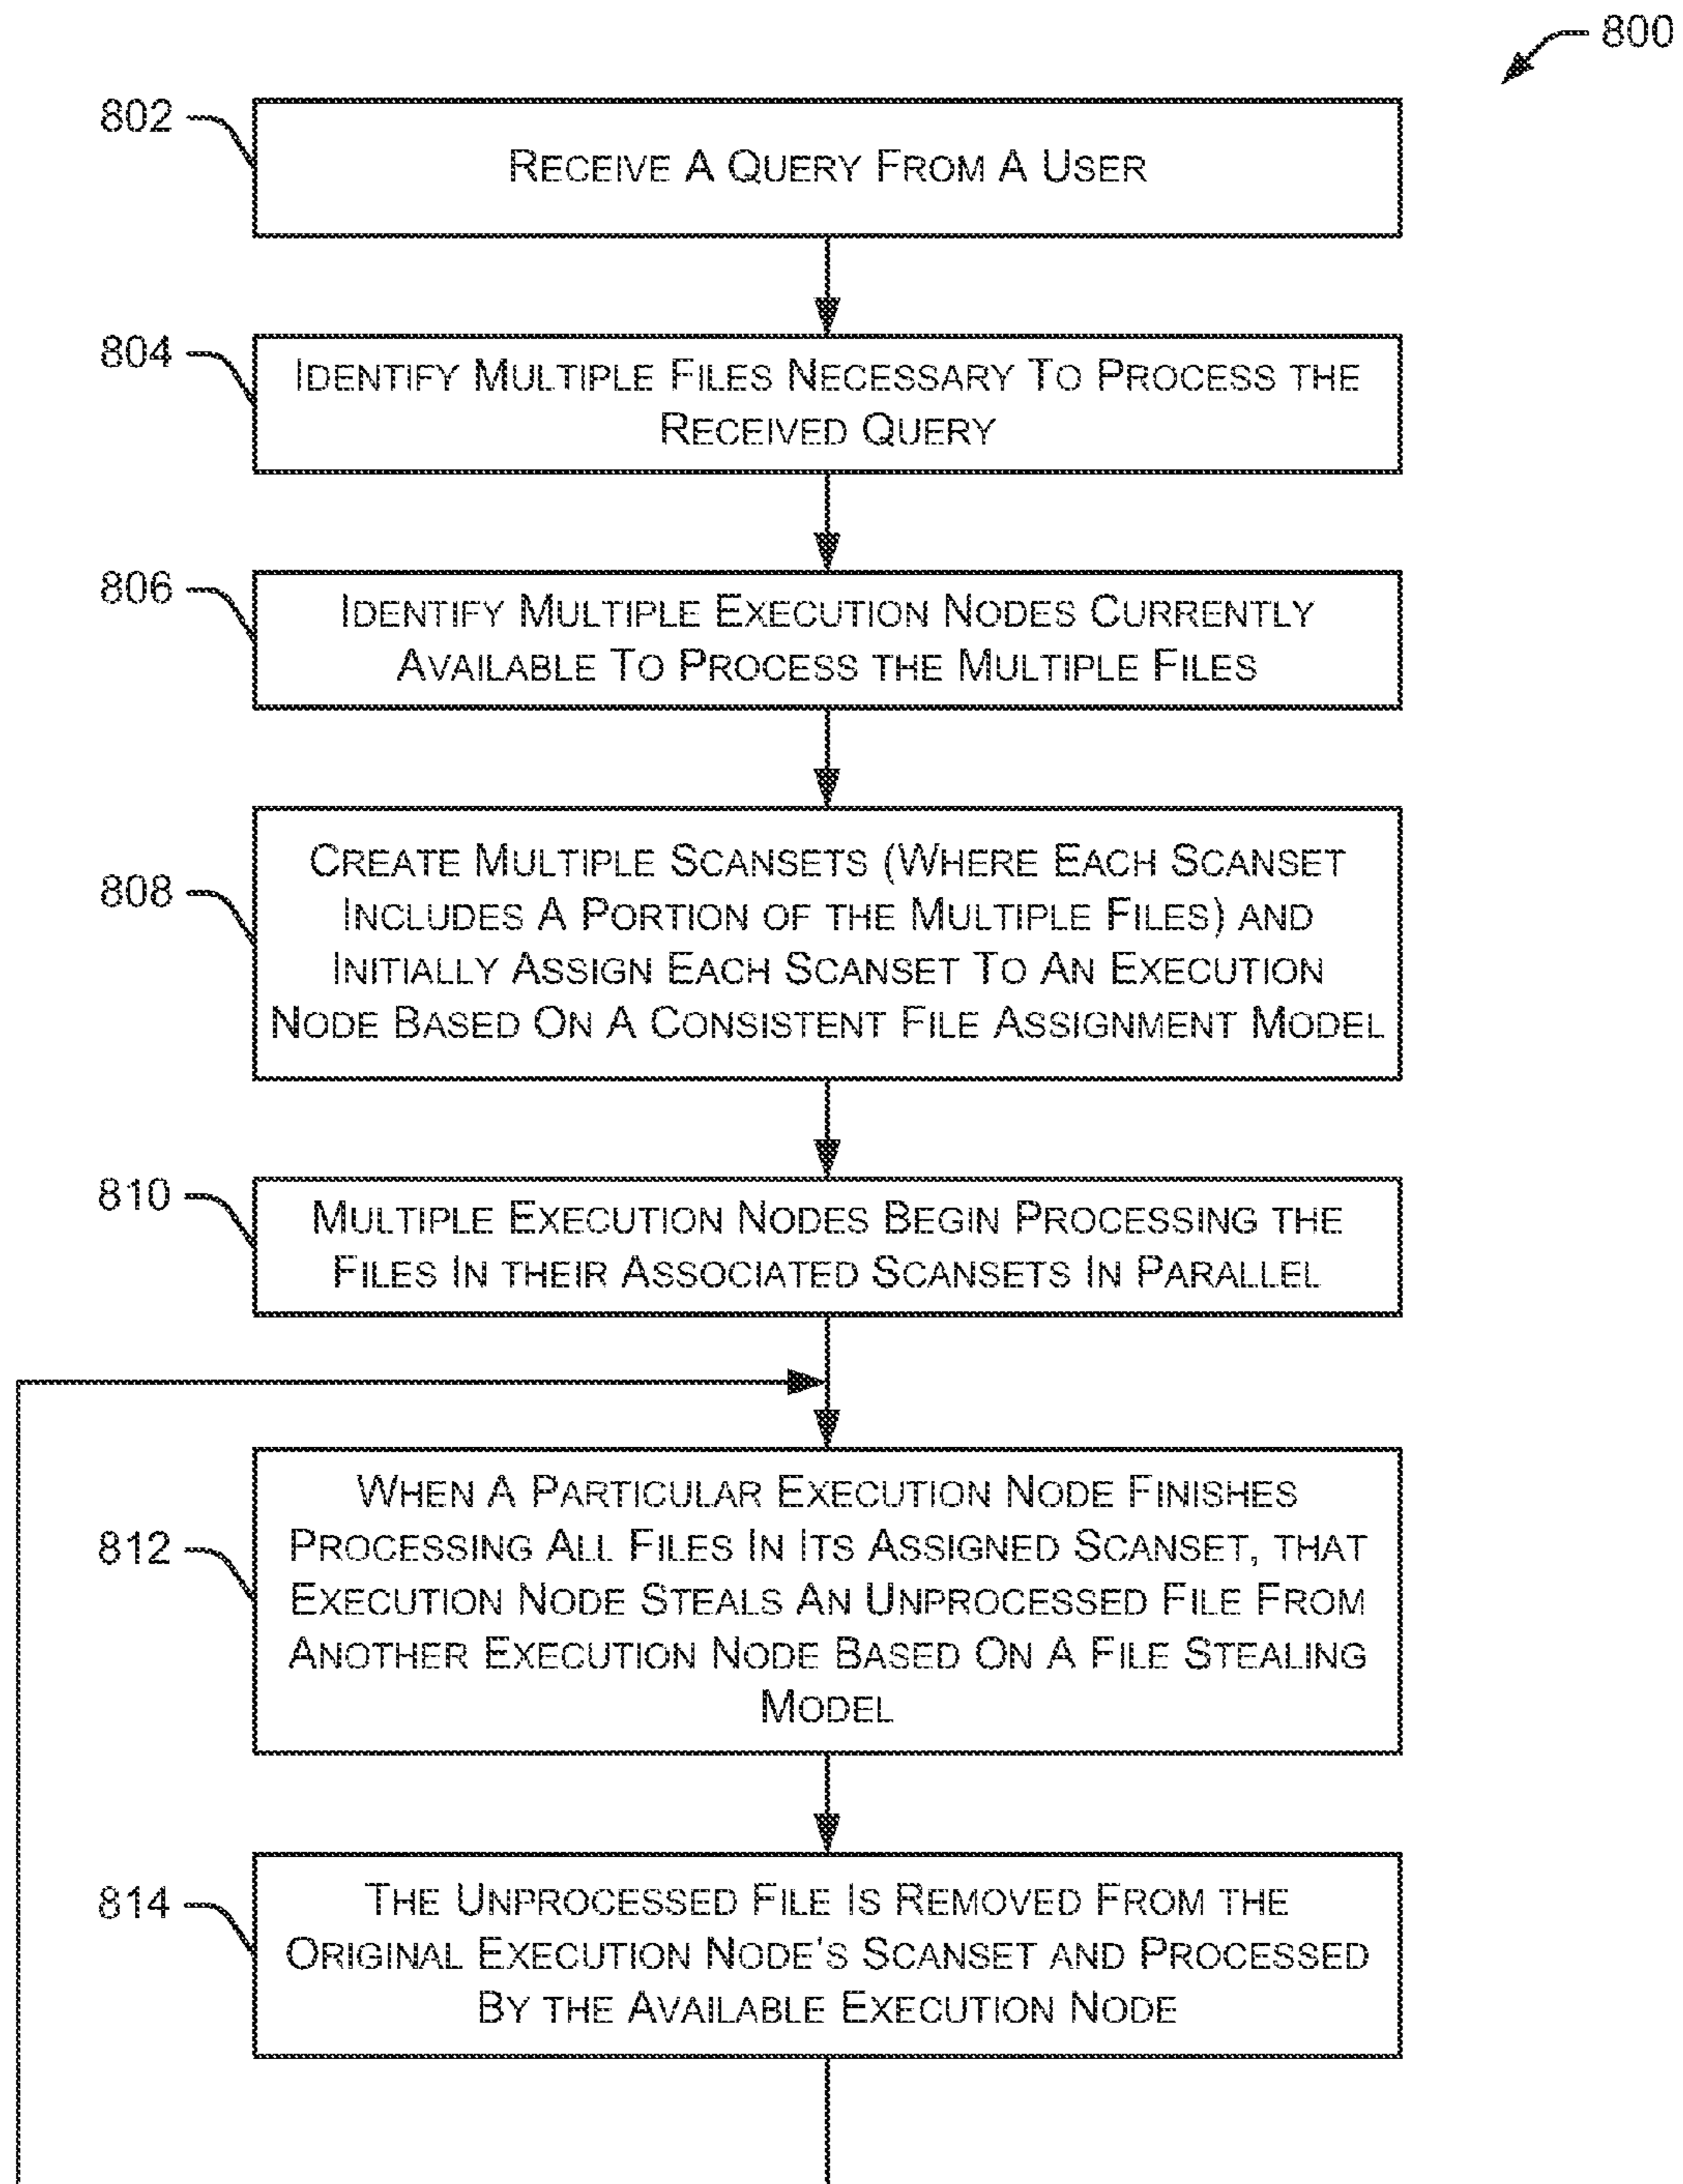 800
802
RECEIVE A QUERY FROM A USER
804
IDENTIFY MULTIPLE FILES NECESSARY TO PROCESS THE
RECEIVED QUERY
806
IDENTIFY MULTIPLE EXECUTION NODES CURRENTLY
AVAILABLE TO PROCESS THE MULTIPLE FILES
808
CREATE MULTIPLE SCANSETS (WHERE EACH SCANSET
INCLUDES A PORTION OF THE MULTIPLE FILES) AND
INITIALLY ASSIGN EACH SCANSET TO AN EXECUTION
NODE BASED ON A CONSISTENT FILE ASSIGNMENT MODEL
810
MULTIPLE EXECUTION NODES BEGIN PROCESSING THE
FILES IN THEIR ASSOCIATED SCANSETS IN PARALLEL
812
WHEN A PARTICULAR EXECUTION NODE FINISHES
PROCESSING ALL FILES IN ITS ASSIGNED SCANSET, THAT
EXECUTION NODE STEALS AN UNPROCESSED FILE FROM
ANOTHER EXECUTION NODE BASED ON A FILE STEALING
MODEL
814
THE UNPROCESSED FILE IS REMOVED FROM THE
ORIGINAL EXECUTION NODE'S SCANSET AND PROCESSED
BY THE AVAILABLE EXECUTION NODE